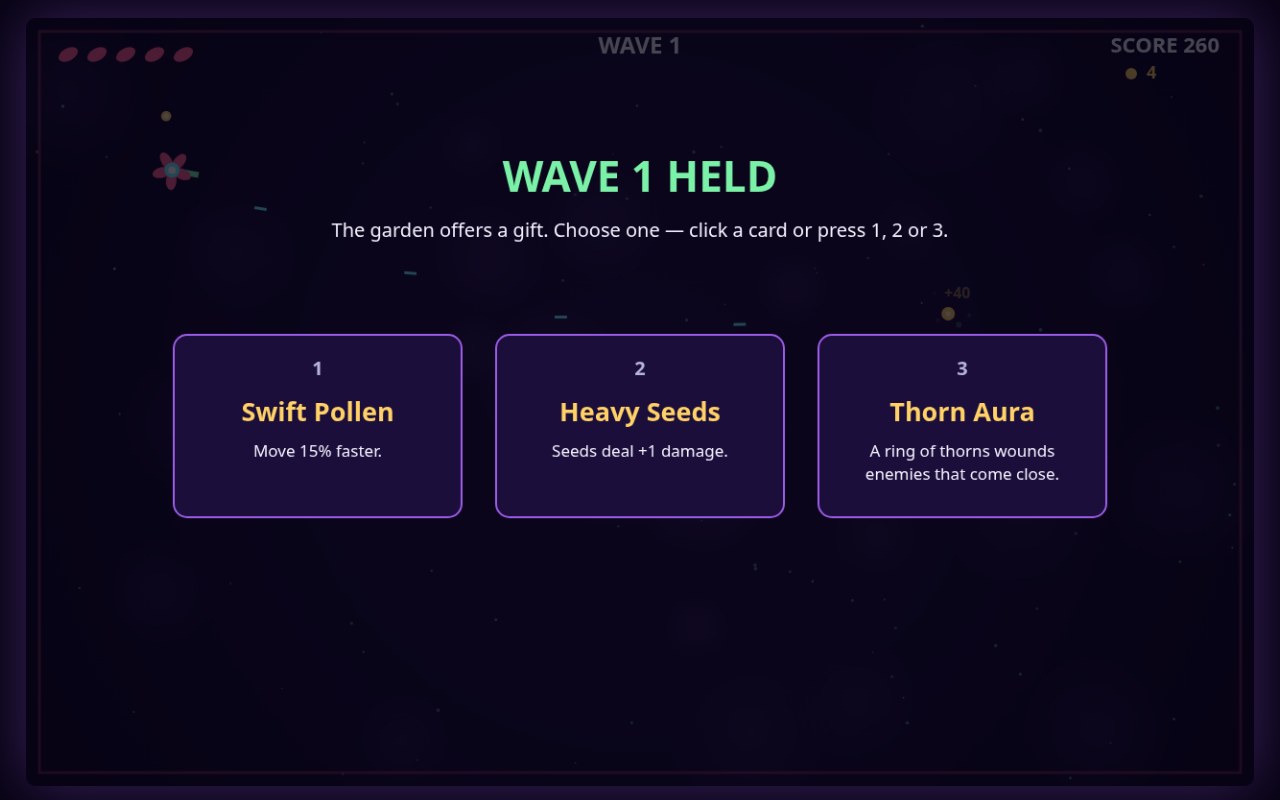 WAVE 1
SCORE 260
4
WAVE 1 HELD
The garden offers a gift. Choose one — click a card or press 1, 2 or 3.
+40
1
Swift Pollen
Move 15% faster.
2
Heavy Seeds
Seeds deal +1 damage.
3
Thorn Aura
A ring of thorns wounds
enemies that come close.